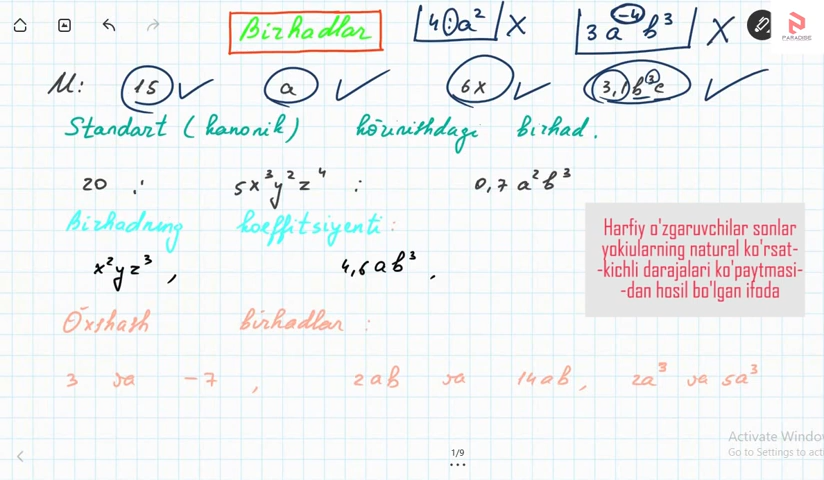 Birhadlar 4:a² X 3a⁻⁴b³ X
PARADISE
M: 15 ✓ a ✓ 6x ✓ 3,1b³c ✓
Standart (kanonik) ko'rinishdagi birhad.
20 ; 5x³y²z⁴ ; 0,7a²b³
Birhadning koeffitsiyenti:
x²yz³, 4,6ab³,
Harfiy o'zgaruvchilar sonlar
yokiularning natural ko'rsat-
-kichli darajalari ko'paytmasi-
-dan hosil bo'lgan ifoda
O'xshash birhadlar:
3 va -7, 2ab va 14ab, 2a³ va 5a³
1/9
Activate Window
Go to Settings to acti